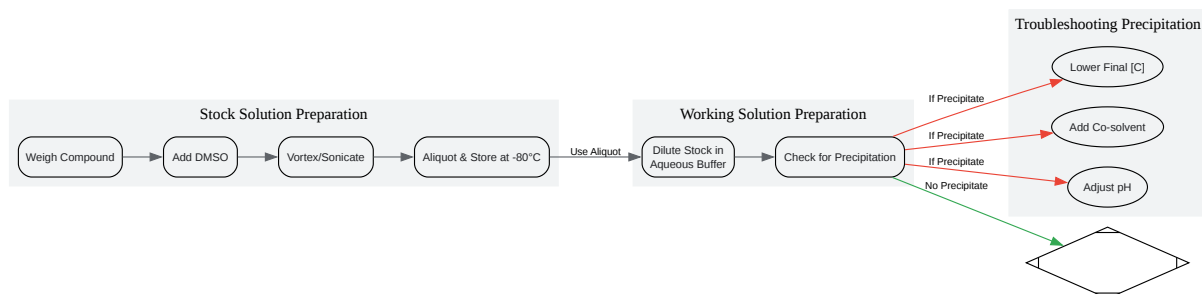 Stock Solution Preparation
Weigh Compound
Add DMSO
Vortex/Sonicate
Aliquot & Store at -80°C
Use Aliquot
Working Solution Preparation
Dilute Stock in
Aqueous Buffer
Check for Precipitation
If Precipitate
If Precipitate
If Precipitate
No Precipitate
Troubleshooting Precipitation
Lower Final [C]
Add Co-solvent
Adjust pH